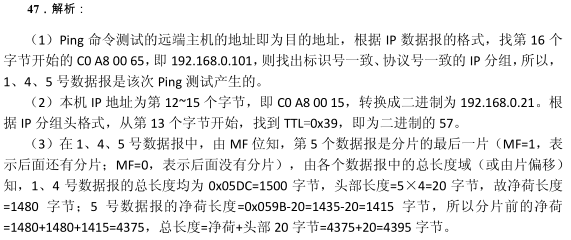 47．解析：
（1）Ping 命令测试的远端主机的地址即为目的地址，根据 IP 数据报的格式，找第 16 个
字节开始的 C0 A8 00 65，即 192.168.0.101，则找出标识号一致、协议号一致的 IP 分组，所以，
1、4、5 号数据报是该次 Ping 测试产生的。
（2）本机 IP 地址为第 12~15 个字节，即 C0 A8 00 15，转换成二进制为 192.168.0.21。根
据 IP 分组头格式，从第 13 个字节开始，找到 TTL=0x39，即为二进制的 57。
（3）在 1、4、5 号数据报中，由 MF 位知，第 5 个数据报是分片的最后一片（MF=1，表
示后面还有分片；MF=0，表示后面没有分片），由各个数据报中的总长度域（或由片偏移）
知，1、4 号数据报的总长度均为 0x05DC=1500 字节，头部长度=5×4=20 字节，故净荷长度
=1480 字节；5 号数据报的净荷长度=0x059B-20=1435-20=1415 字节，所以分片前的净荷
=1480+1480+1415=4375，总长度=净荷+头部 20 字节=4375+20=4395 字节。